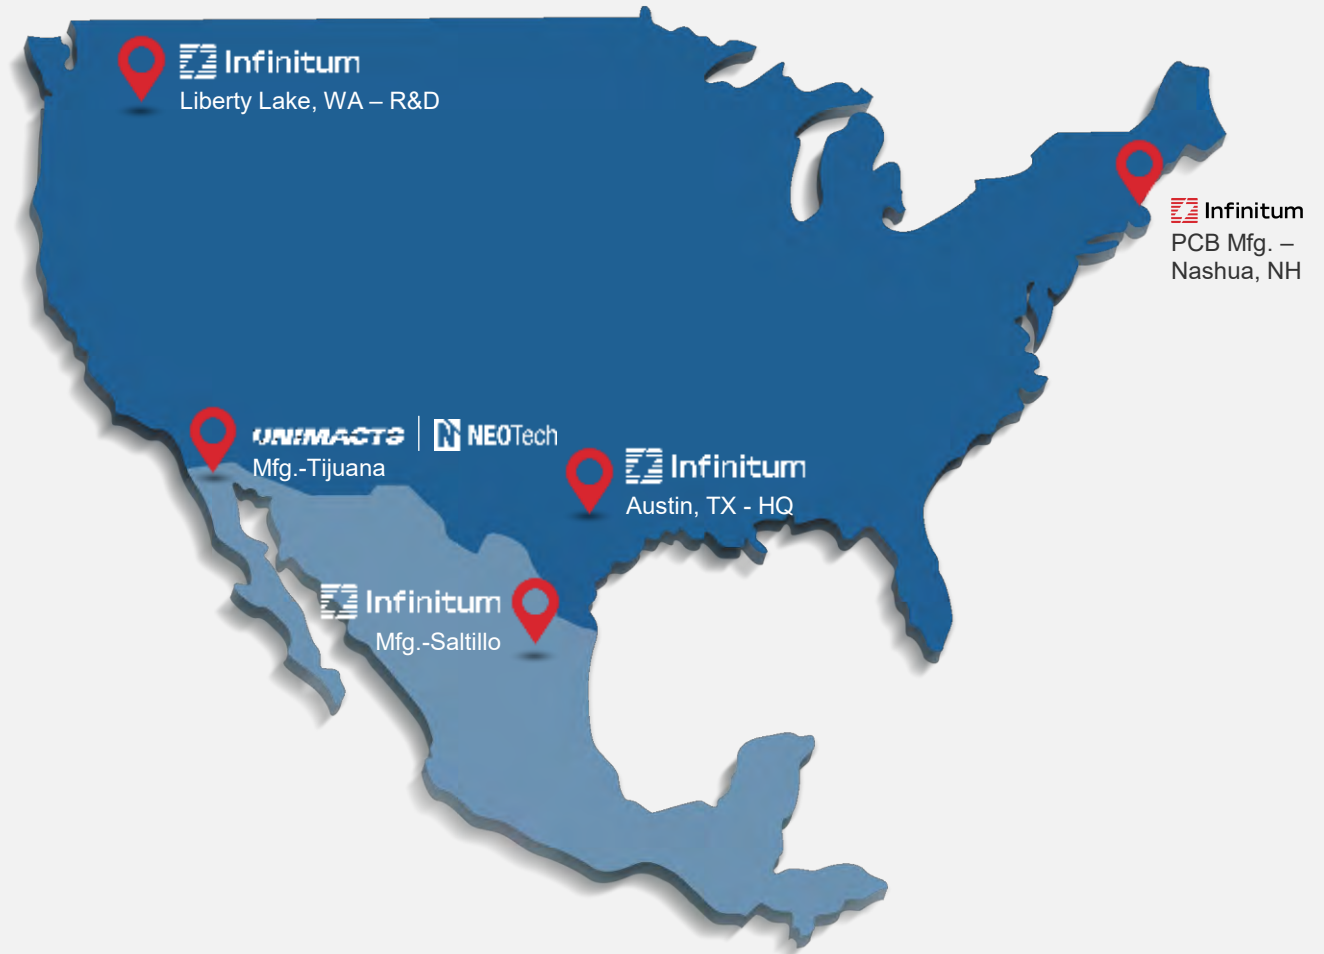 Infinitum
Liberty Lake, WA – R&D
Infinitum
PCB Mfg. –
Nashua, NH
UNIMACTS | NEOTech
Mfg.-Tijuana
Infinitum
Austin, TX - HQ
Infinitum
Mfg.-Saltillo